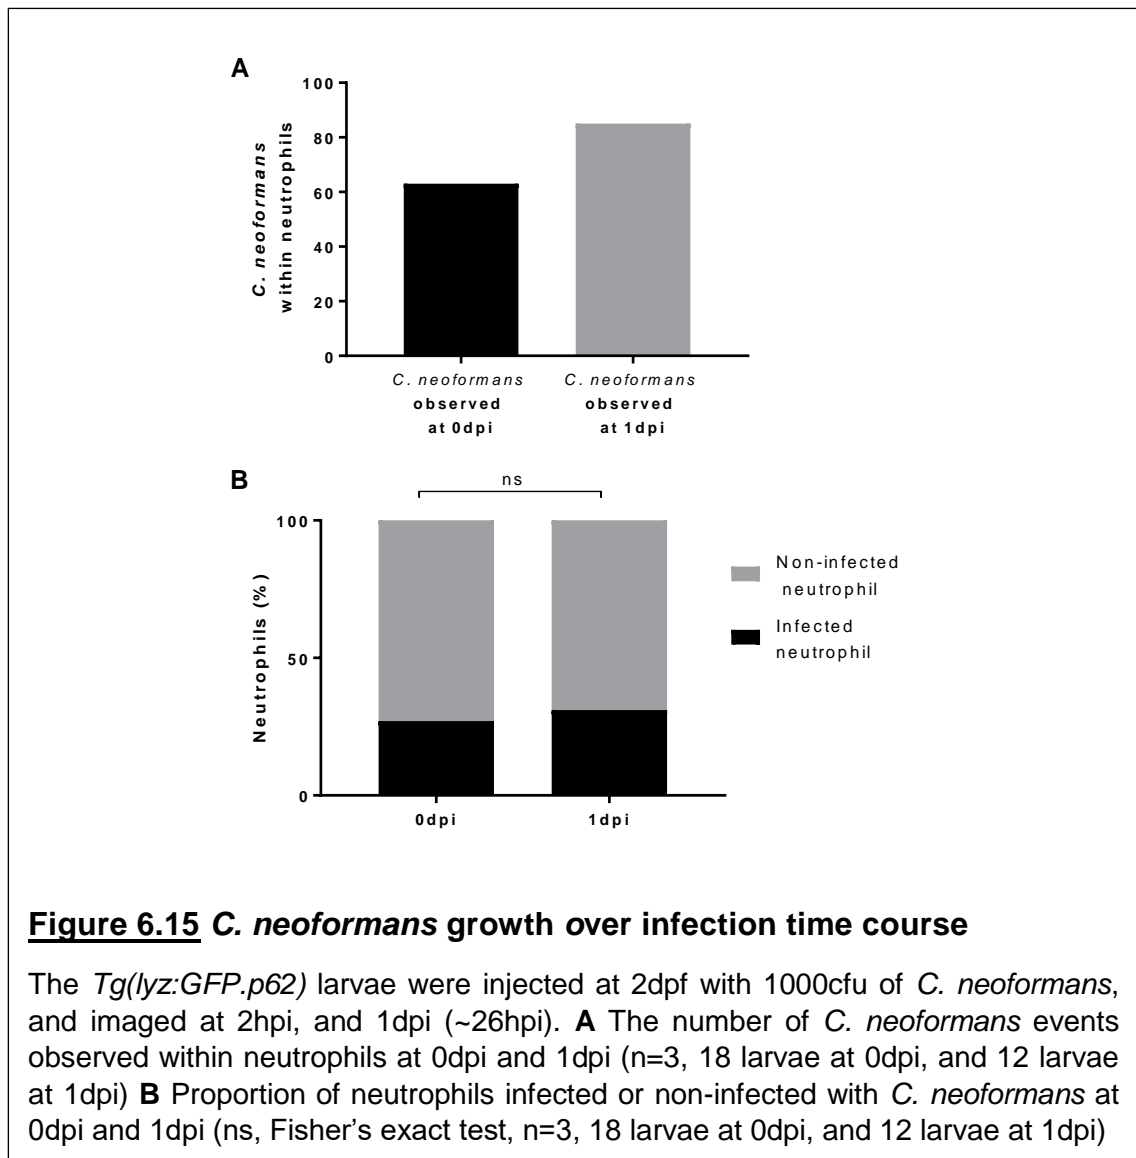 A
100
80
60
40
20
0
C. neoformans
within neutrophils
C. neoformans
observed
at 0dpi
C. neoformans
observed
at 1dpi
B
ns
100
50
0
Neutrophils (%)
0dpi
1dpi
Non-infected
neutrophil
Infected
neutrophil
Figure 6.15 C. neoformans growth over infection time course
The Tg(lyz:GFP.p62) larvae were injected at 2dpf with 1000cfu of C. neoformans,
and imaged at 2hpi, and 1dpi (~26hpi). A The number of C. neoformans events
observed within neutrophils at 0dpi and 1dpi (n=3, 18 larvae at 0dpi, and 12 larvae
at 1dpi) B Proportion of neutrophils infected or non-infected with C. neoformans at
0dpi and 1dpi (ns, Fisher’s exact test, n=3, 18 larvae at 0dpi, and 12 larvae at 1dpi)